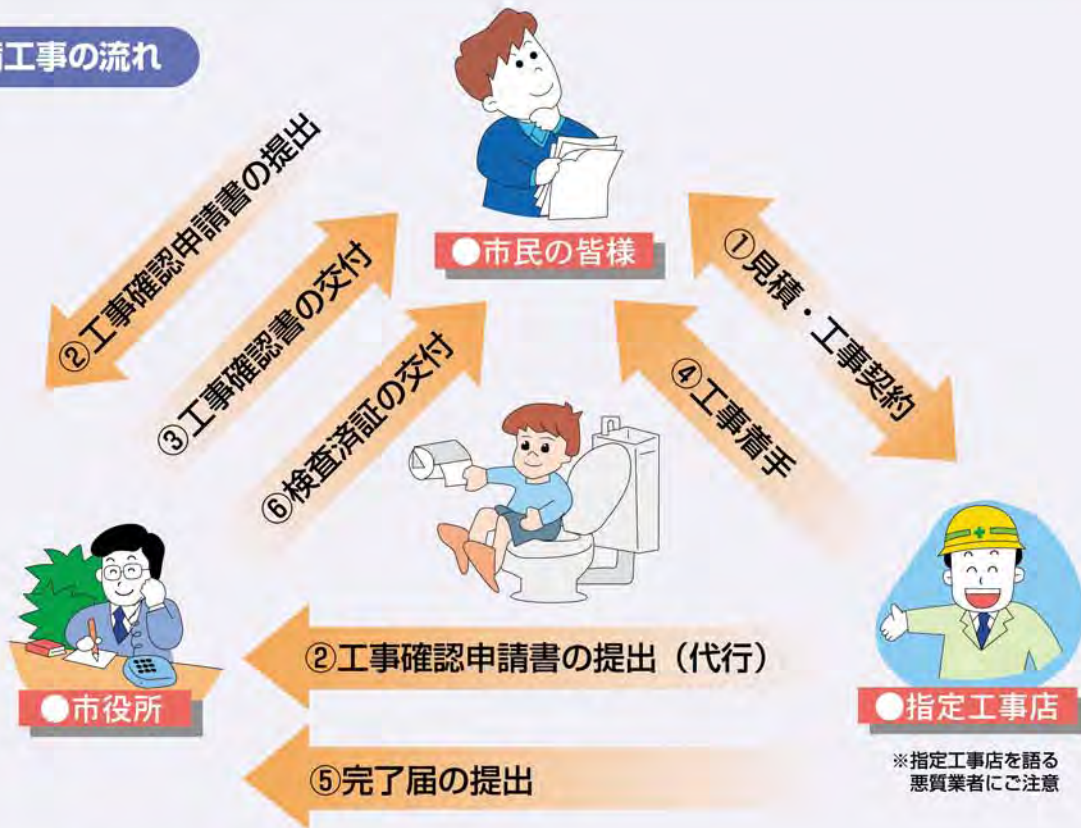 工事の流れ
●市民の皆様
②工事確認申請書の提出
③工事確認書の交付
⑥検査済証の交付
①見積・工事契約
④工事着手
●市役所
②工事確認申請書の提出（代行）
⑤完了届の提出
●指定工事店
※指定工事店を語る
悪質業者にご注意